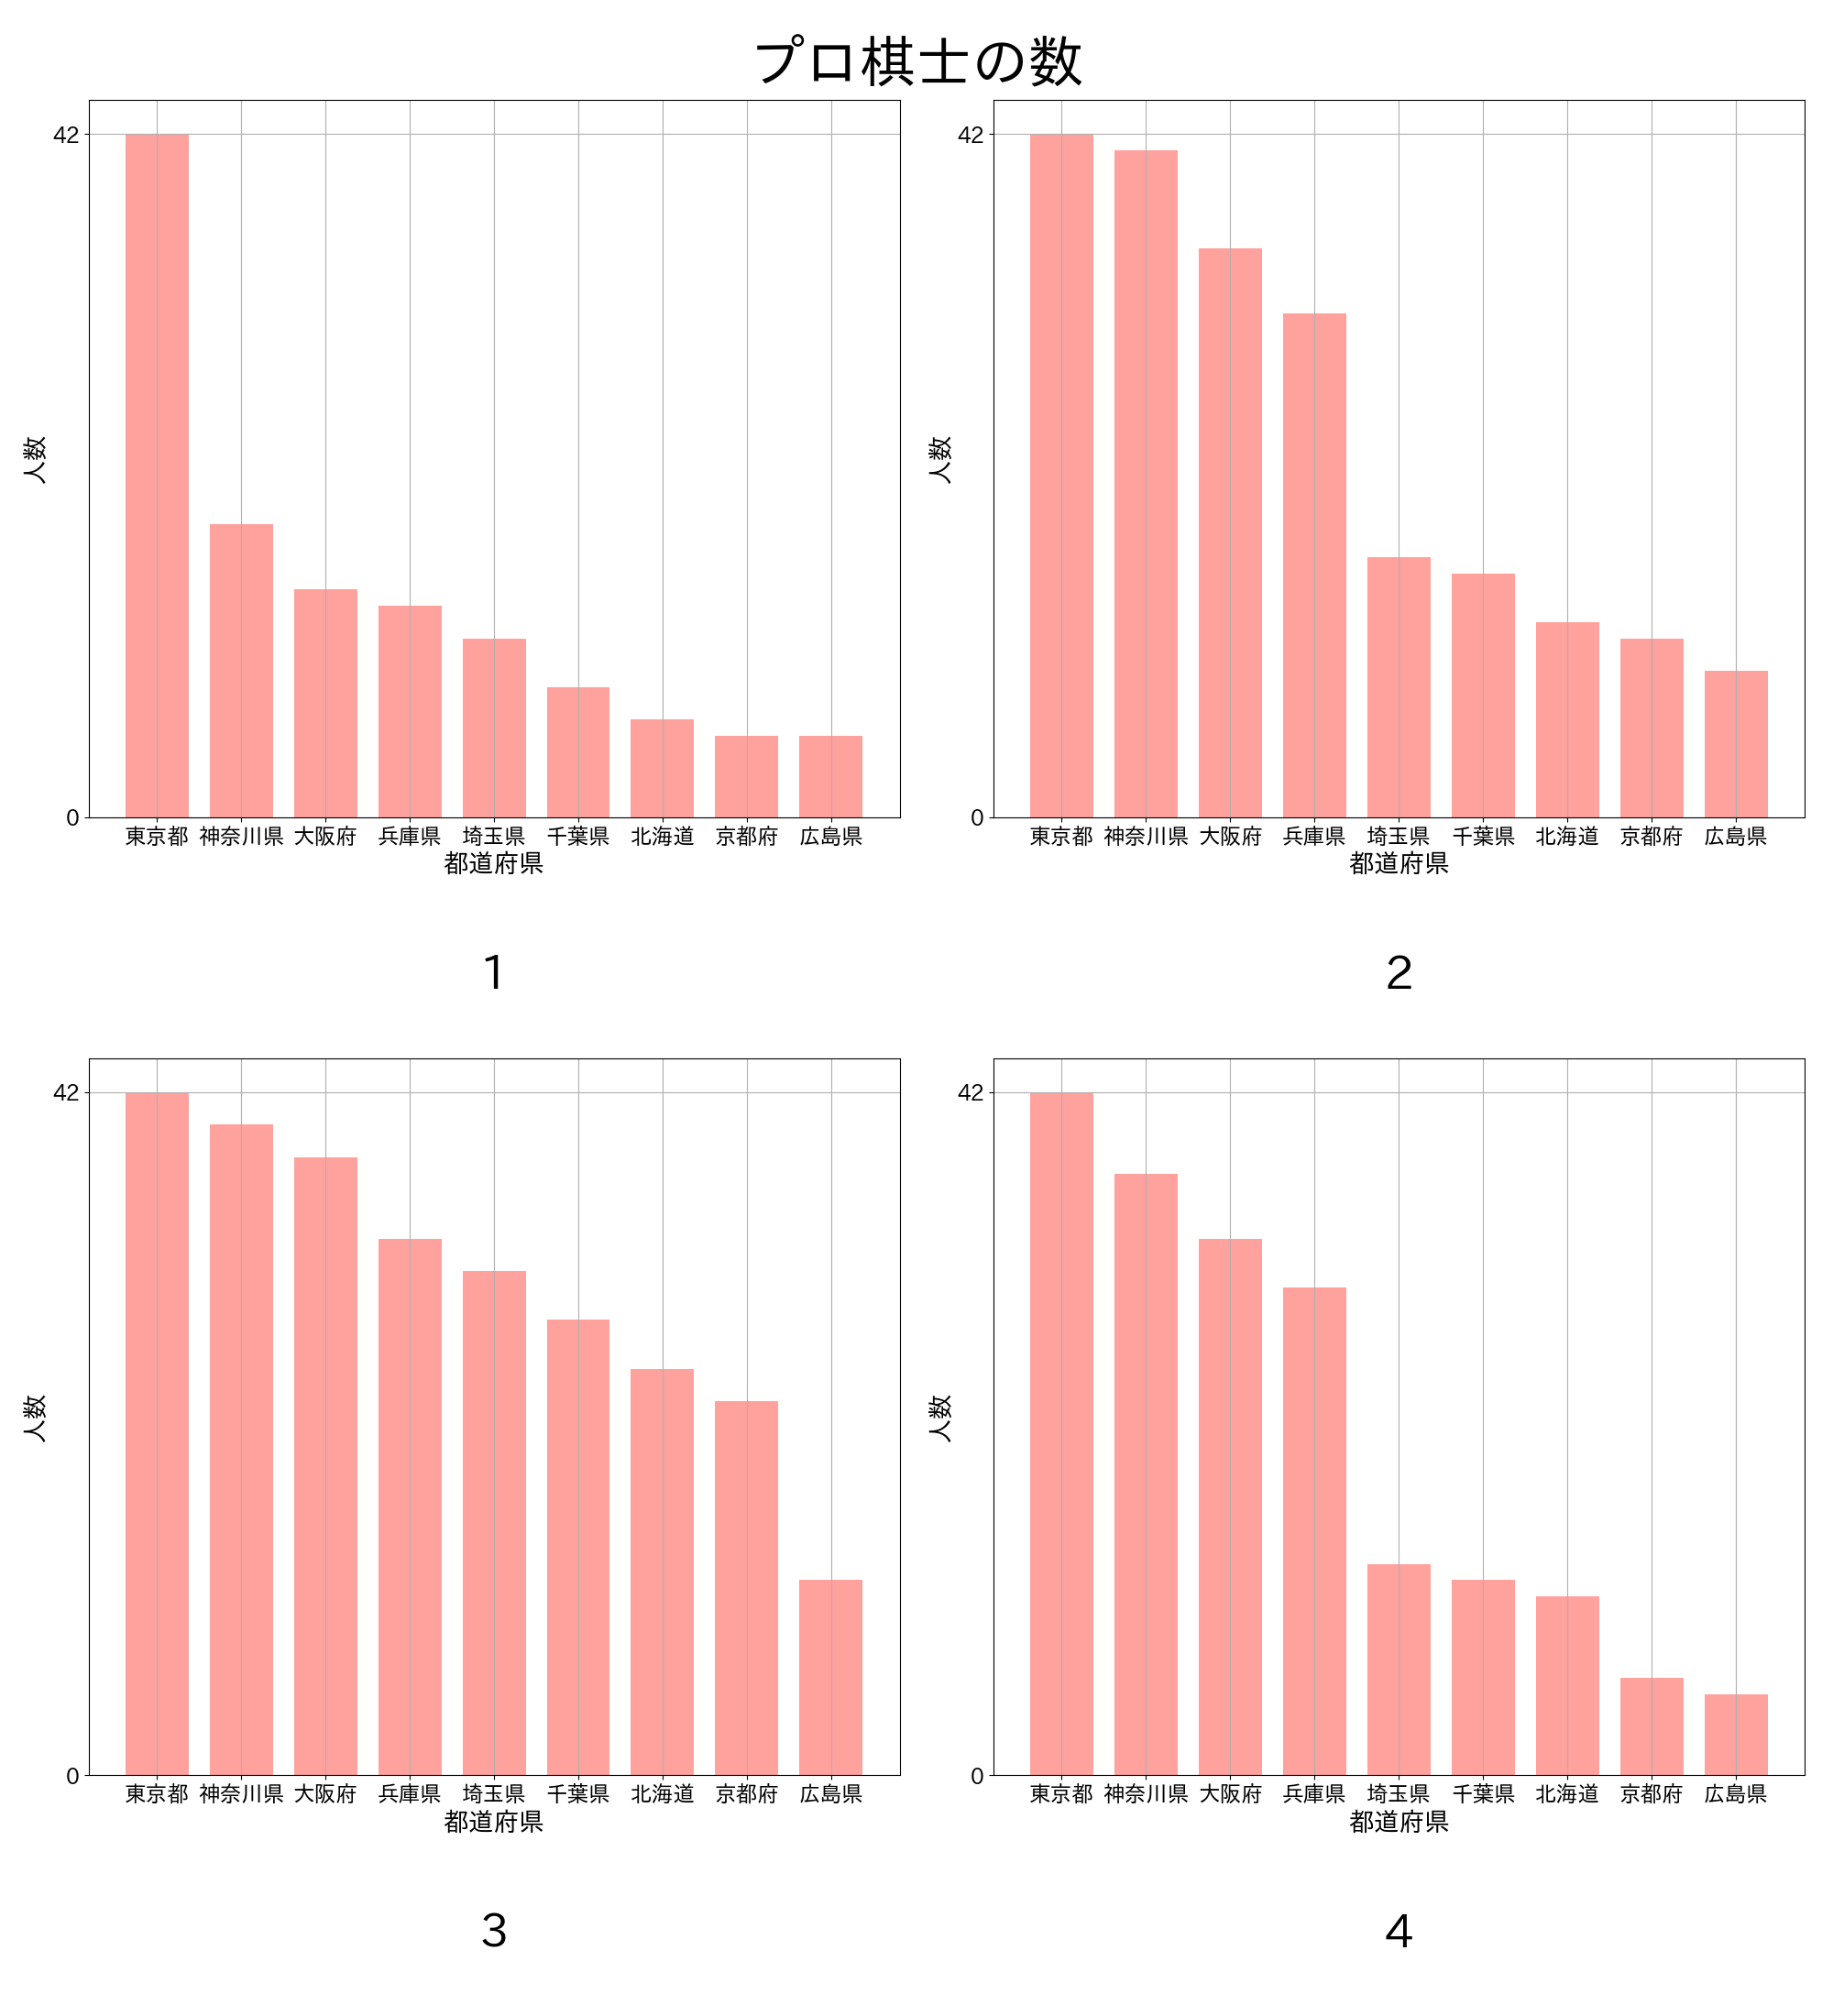 プロ棋士の数
42
人数
0
東京都 神奈川県 大阪府 兵庫県 埼玉県 千葉県 北海道 京都府 広島県
都道府県
1
42
人数
0
東京都 神奈川県 大阪府 兵庫県 埼玉県 千葉県 北海道 京都府 広島県
都道府県
2
42
人数
0
東京都 神奈川県 大阪府 兵庫県 埼玉県 千葉県 北海道 京都府 広島県
都道府県
3
42
人数
0
東京都 神奈川県 大阪府 兵庫県 埼玉県 千葉県 北海道 京都府 広島県
都道府県
4